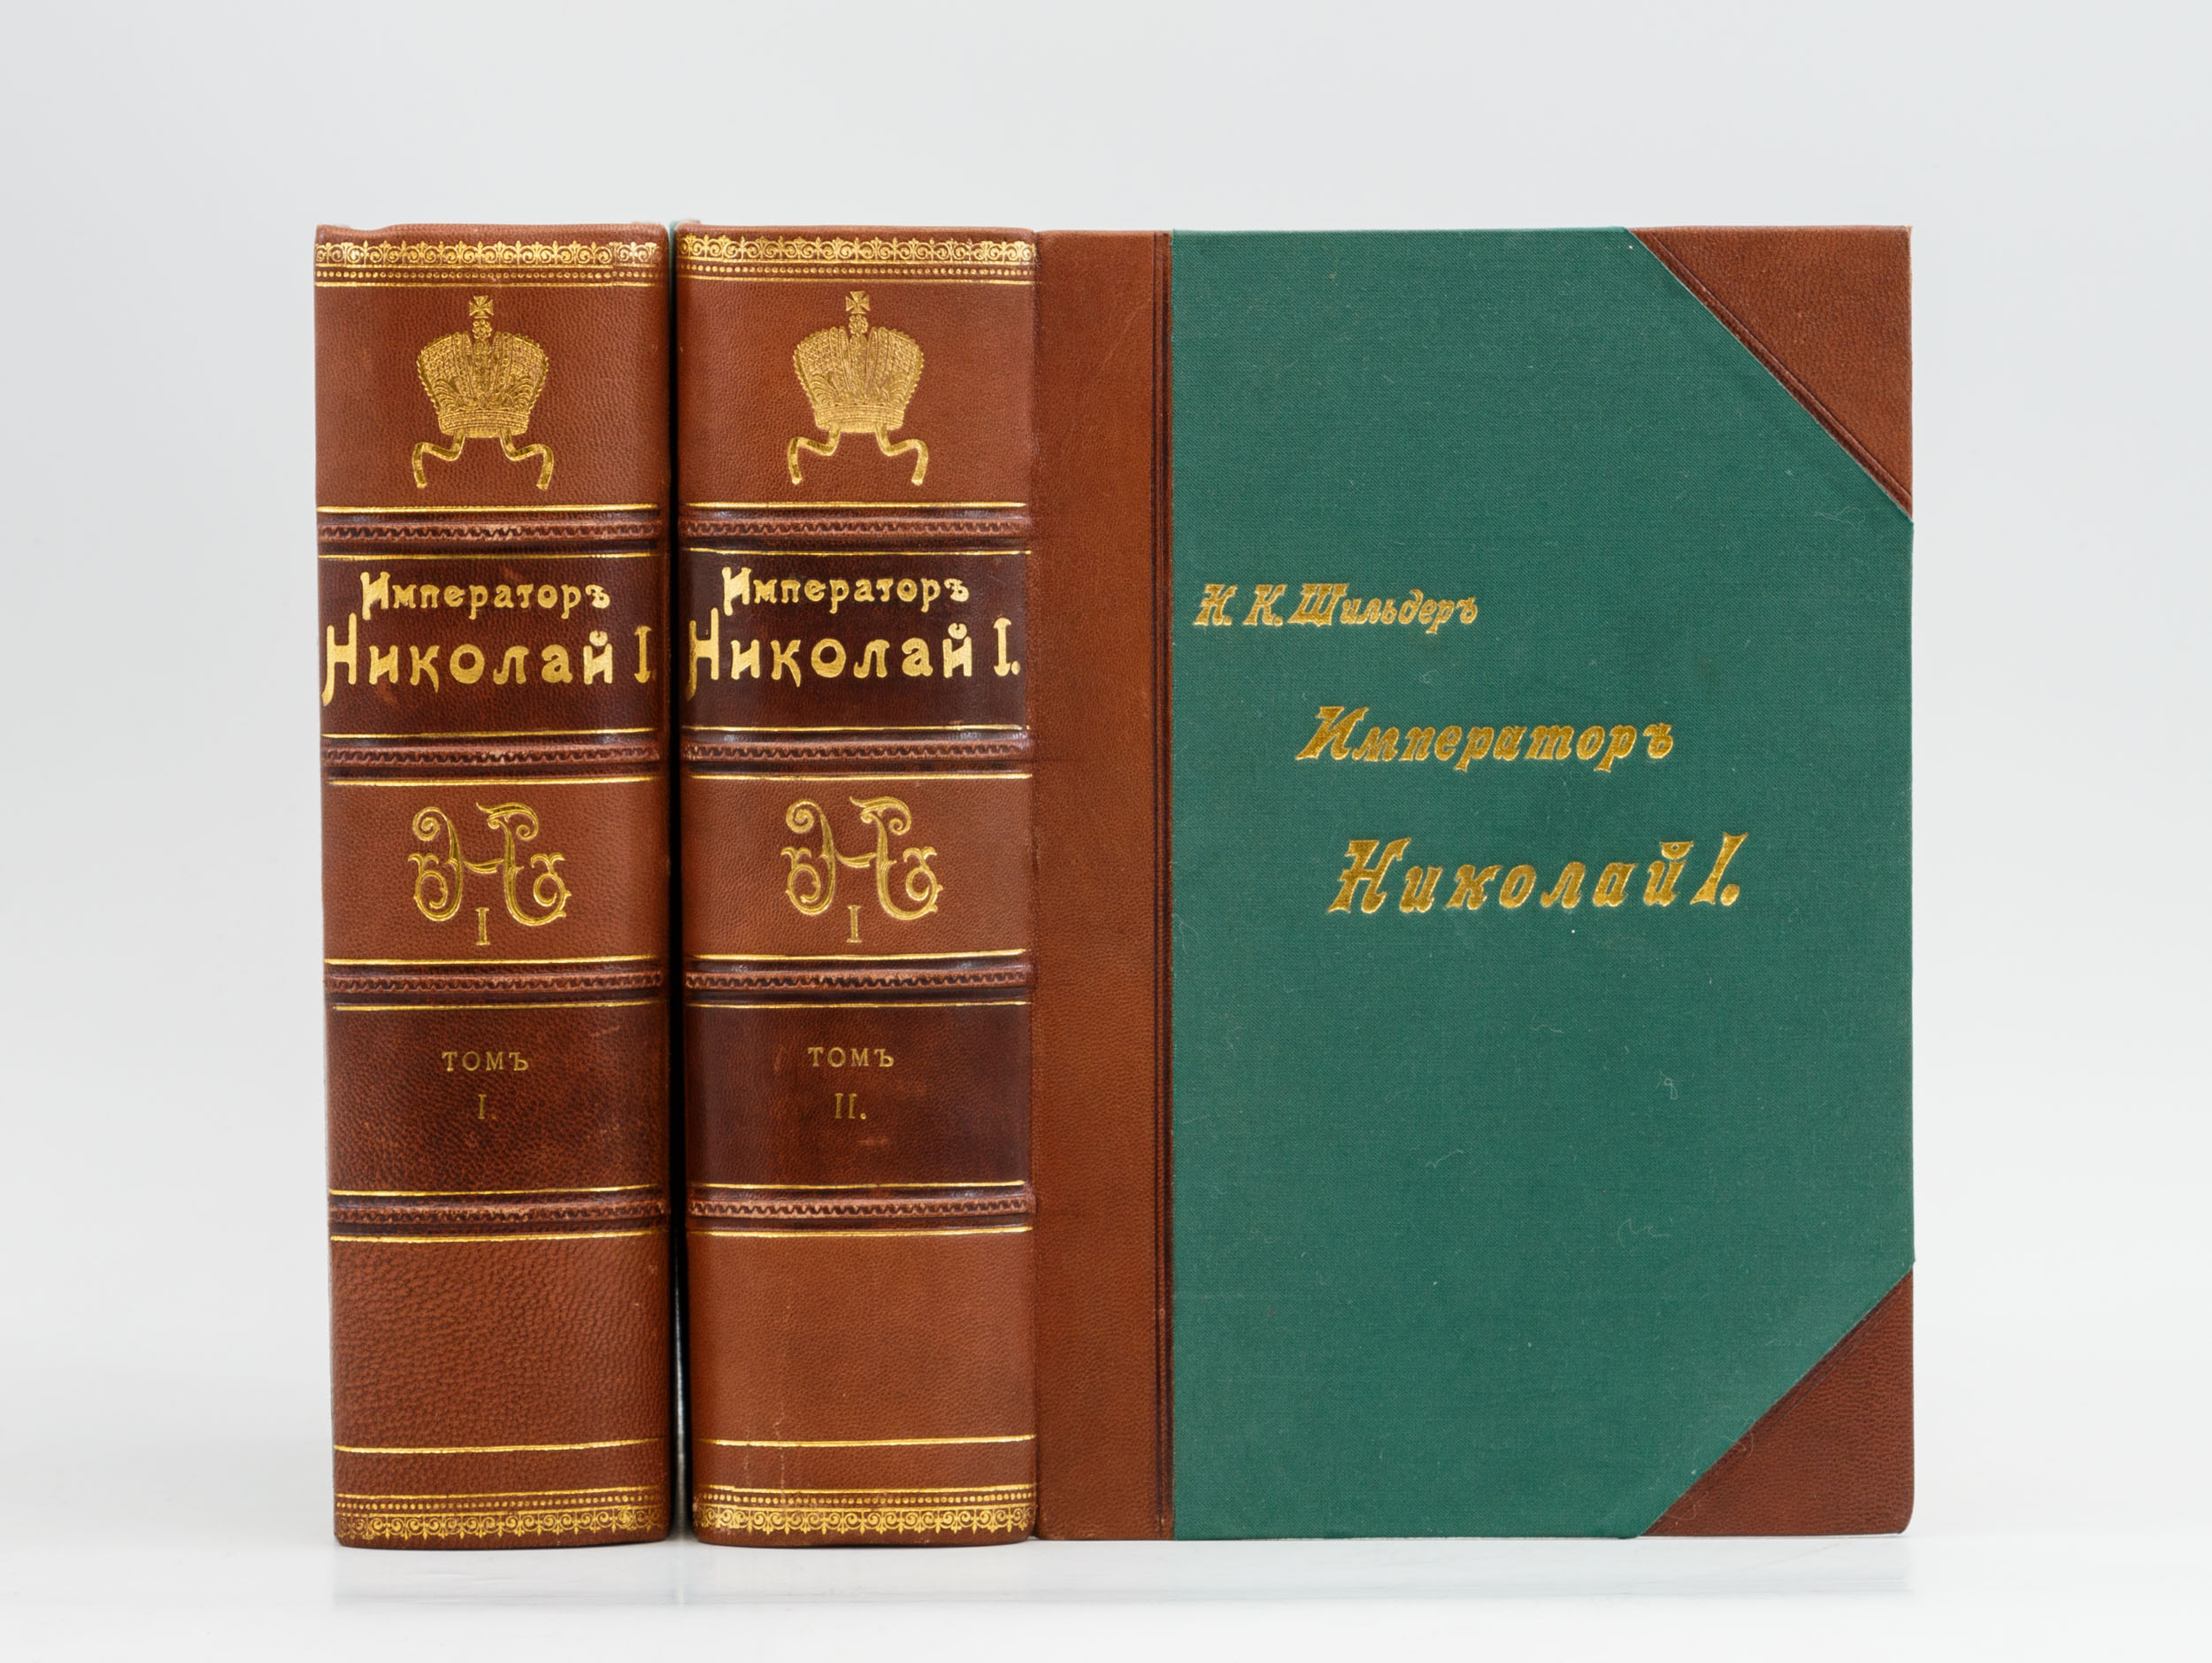 Императоръ
Николай I.
Н
I
ТОМЪ
I.
Императоръ
Николай I.
Н
I
ТОМЪ
II.
Н. К. Шильдеръ
Императоръ
Николай I.